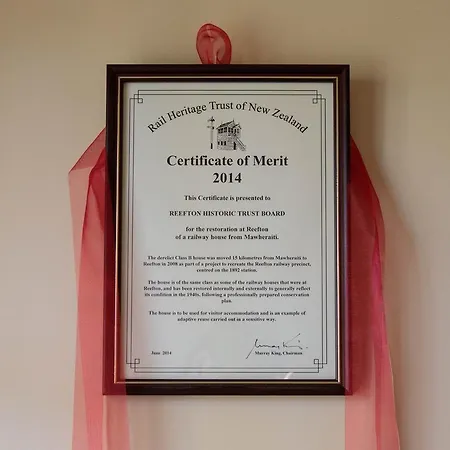 Rail Heritage Trust of New Zealand
Certificate of Merit
2014
This Certificate is presented to
REEFTON HISTORIC TRUST BOARD
for the restoration at Reefton
of a railway house from Mawheraiti.
The derelict Class B house was moved 15 kilometres from Mawheraiti to
Reefton in 2008 as part of a project to recreate the Reefton railway precinct,
centred on the 1892 station.
The house is of the same class as some of the railway houses that were at
Reefton, and has been restored internally and externally to generally reflect
its condition in the 1940s, following a professionally prepared conservation
plan.
The house is to be used for visitor accommodation and is an example of
adaptive reuse carried out in a sensitive way.
June 2014
Murray King, Chairman